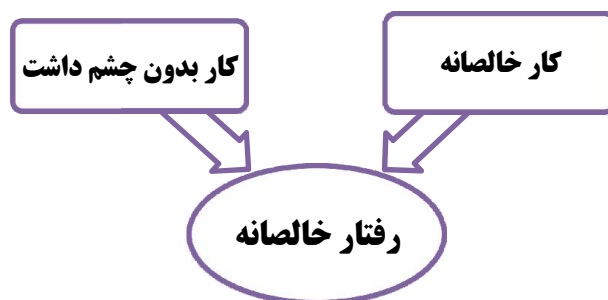 کار خالصانه
کار بدون چشم داشت
رفتار خالصانه